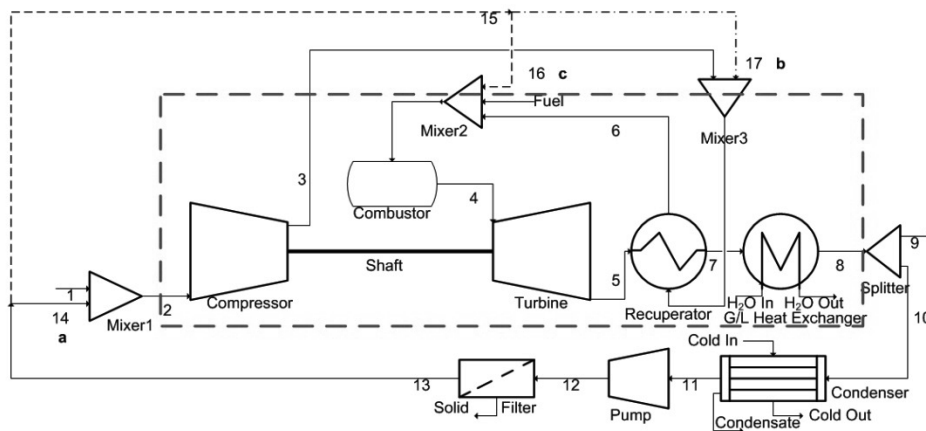 15
16 c
17 b
Fuel
Mixer2
6
Mixer3
3
Combustor
4
Shaft
5
7
8
9
Splitter
1
2
14
a
Mixer1
Compressor
Turbine
Recuperator
H2O In H2O Out
G/L Heat Exchanger
10
Cold In
13
12
11
Condenser
Solid
Filter
Pump
Condensate
Cold Out